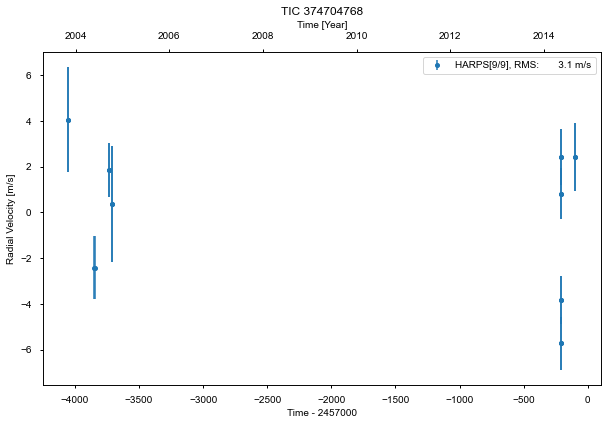 TIC 374704768
Time [Year]
2004 2006 2008 2010 2012 2014
HARPS[9/9], RMS: 3.1 m/s
6
4
2
0
−2
−4
−6
Radial Velocity [m/s]
−4000 −3500 −3000 −2500 −2000 −1500 −1000 −500 0
Time - 2457000